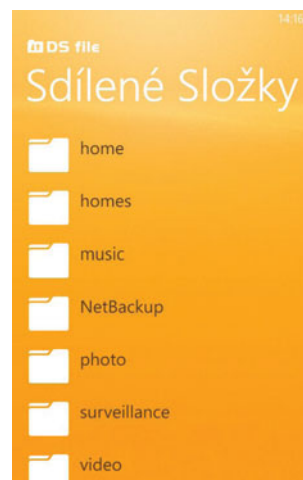 14:16
DS file
Sdílené Složky
home
homes
music
NetBackup
photo
surveillance
video